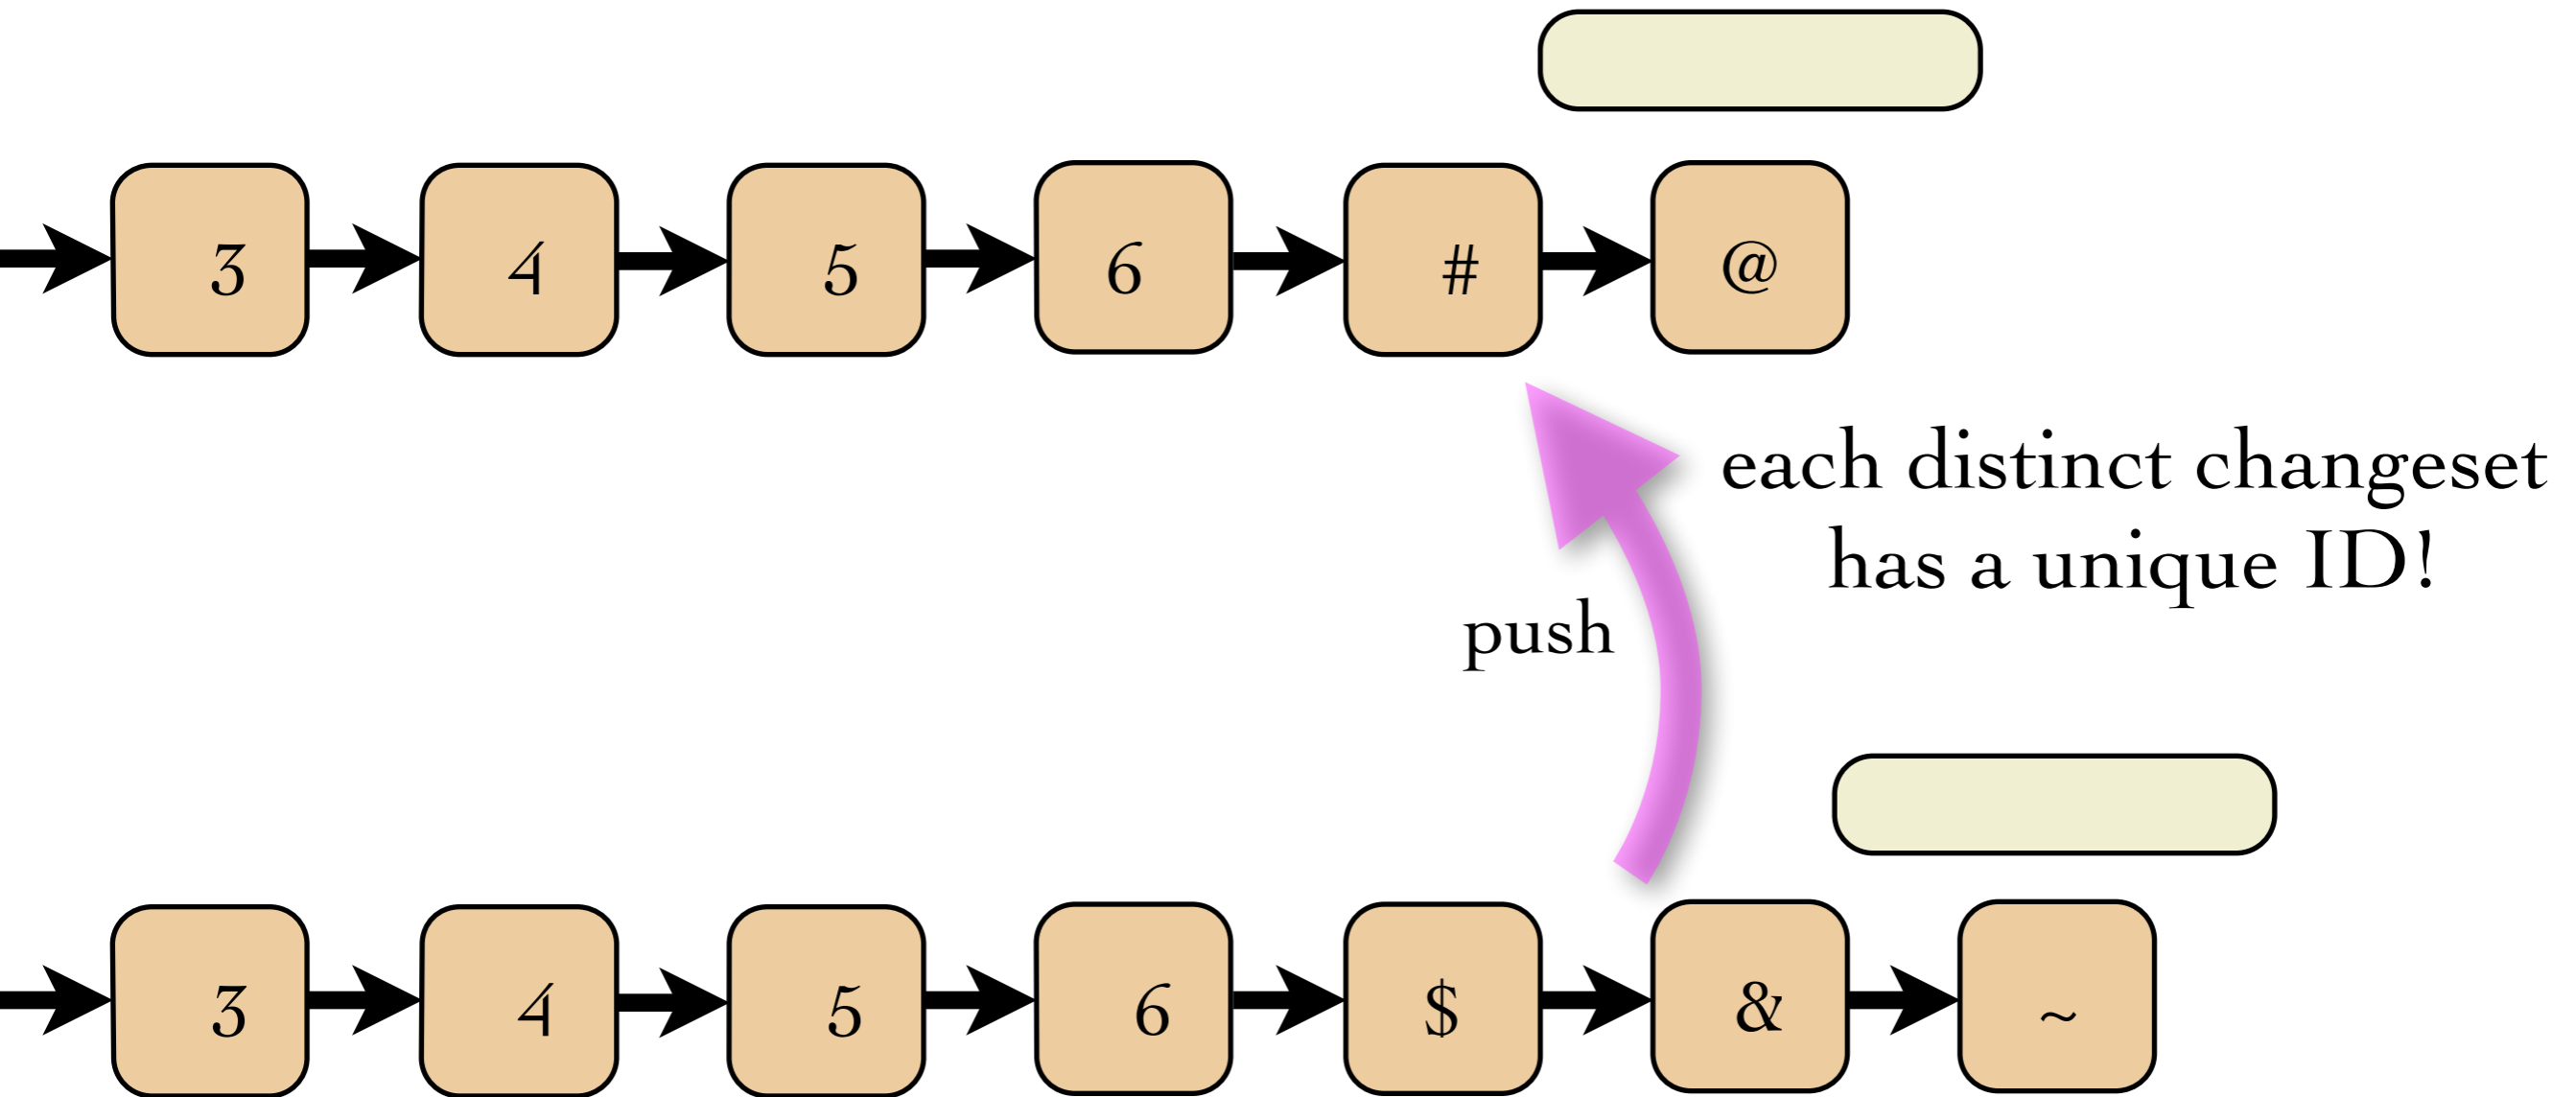 3 4 5 6 # @
each distinct changeset
has a unique ID!
push
3 4 5 6 $ & ~